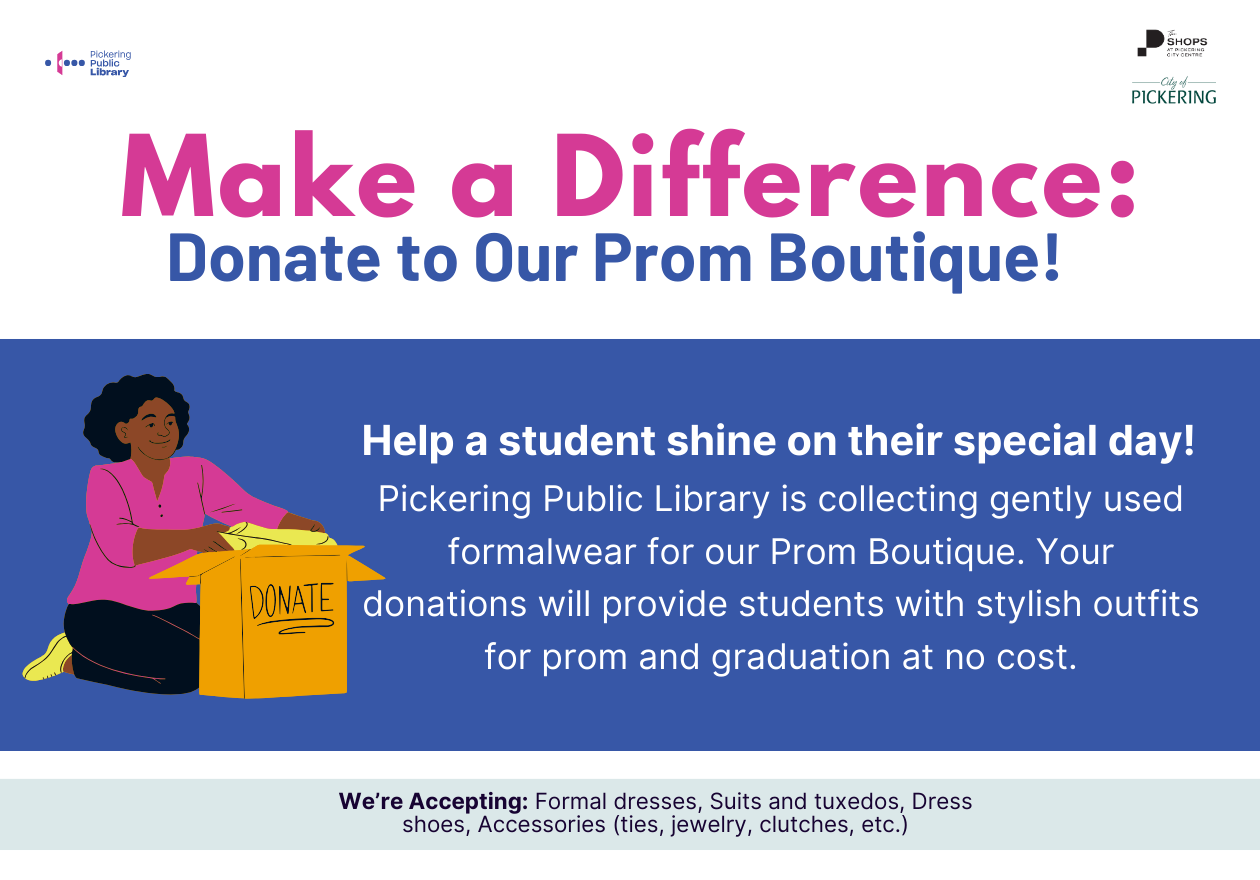 Pickering
Public
Library
The
SHOPS
AT PICKERING
CITY CENTRE
City of
PICKERING
Make a Difference:
Donate to Our Prom Boutique!
Help a student shine on their special day!
Pickering Public Library is collecting gently used
formalwear for our Prom Boutique. Your
donations will provide students with stylish outfits
for prom and graduation at no cost.
DONATE
We’re Accepting: Formal dresses, Suits and tuxedos, Dress
shoes, Accessories (ties, jewelry, clutches, etc.)